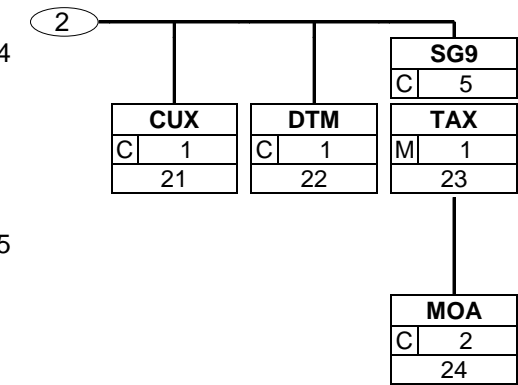 2
4
SG9
C 5
CUX DTM TAX
C 1 C 1 M 1
21 22 23
5
MOA
C 2
24